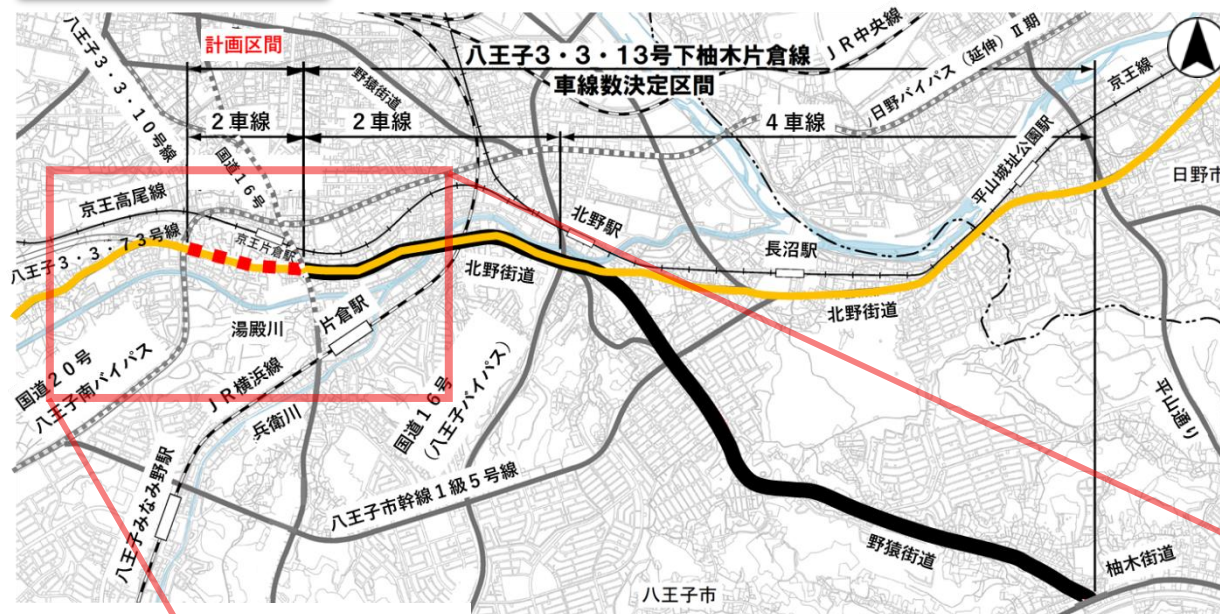 計画区間
八王子3・3・13号下柚木片倉線
車線数決定区間
JR中央線
日野バイパス（延伸）Ⅱ期
京王線
八王子3・3・10号線
国道16号
野猿街道
2車線
2車線
4車線
平山城址公園駅
日野市
京王高尾線
京王片倉駅
八王子3・3・73号線
北野駅
長沼駅
北野街道
北野街道
湯殿川
片倉駅
国道20号
八王子南バイパス
JR横浜線
兵衛川
国道16号
（八王子バイパス）
平山通り
八王子みなみ野駅
八王子市幹線1級5号線
野猿街道
柚木街道
八王子市